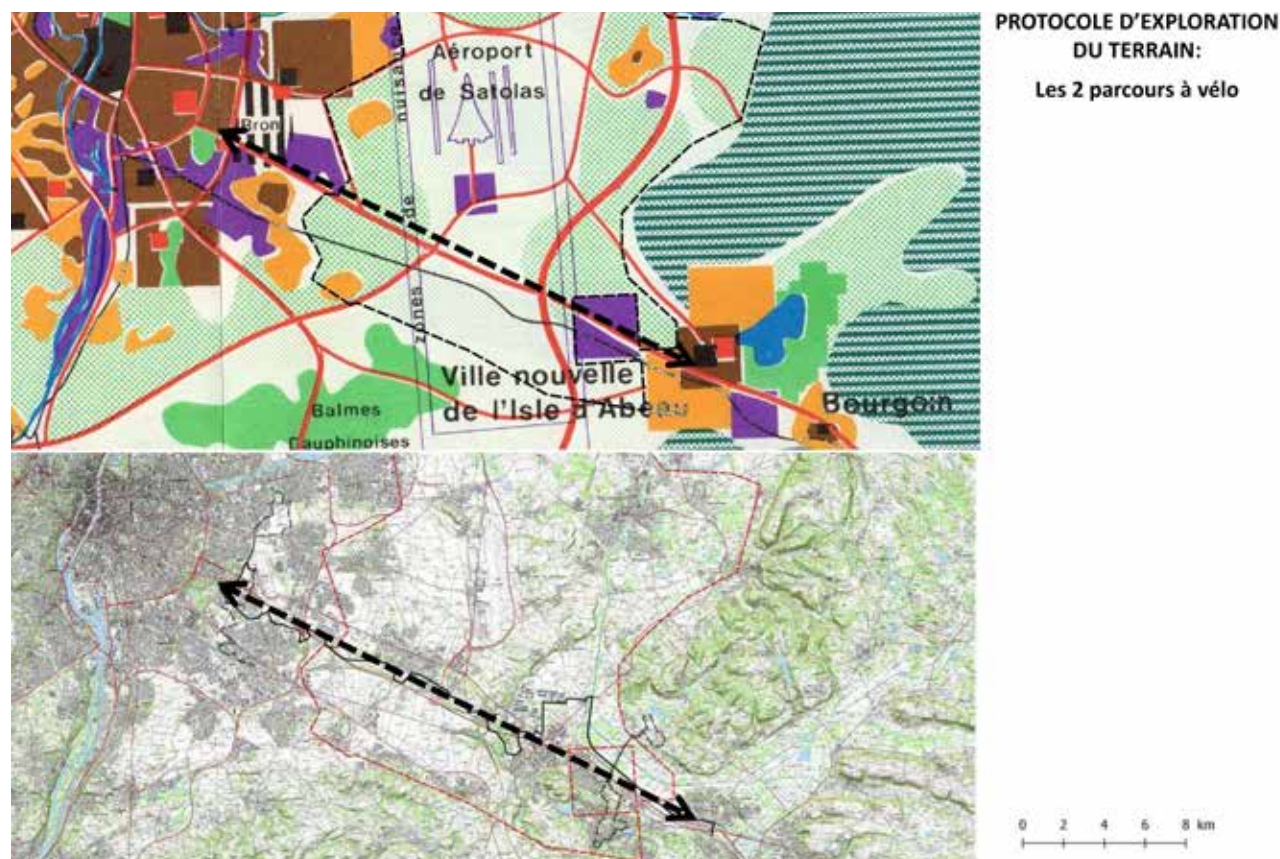 PROTOCOLE D'EXPLORATION
DU TERRAIN:
Les 2 parcours à vélo
Aéroport
de Satolas
Bron
zones de nuisance
Ville nouvelle
de l'Isle d'Abeau
Bourgoin
Balmes
Dauphinoises
0 2 4 6 8 km